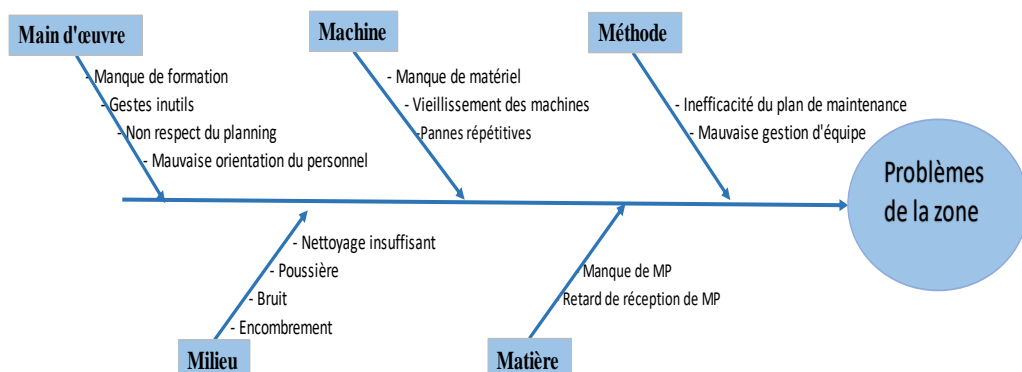 Main d'œuvre
- Manque de formation
- Gestes inutils
- Non respect du planning
- Mauvaise orientation du personnel
Machine
- Manque de matériel
- Vieillissement des machines
-Pannes répétitives
Méthode
- Inefficacité du plan de maintenance
- Mauvaise gestion d'équipe
Problèmes
de la zone
- Nettoyage insuffisant
- Poussière
- Bruit
- Encombrement
Milieu
- Manque de MP
- Retard de réception de MP
Matière